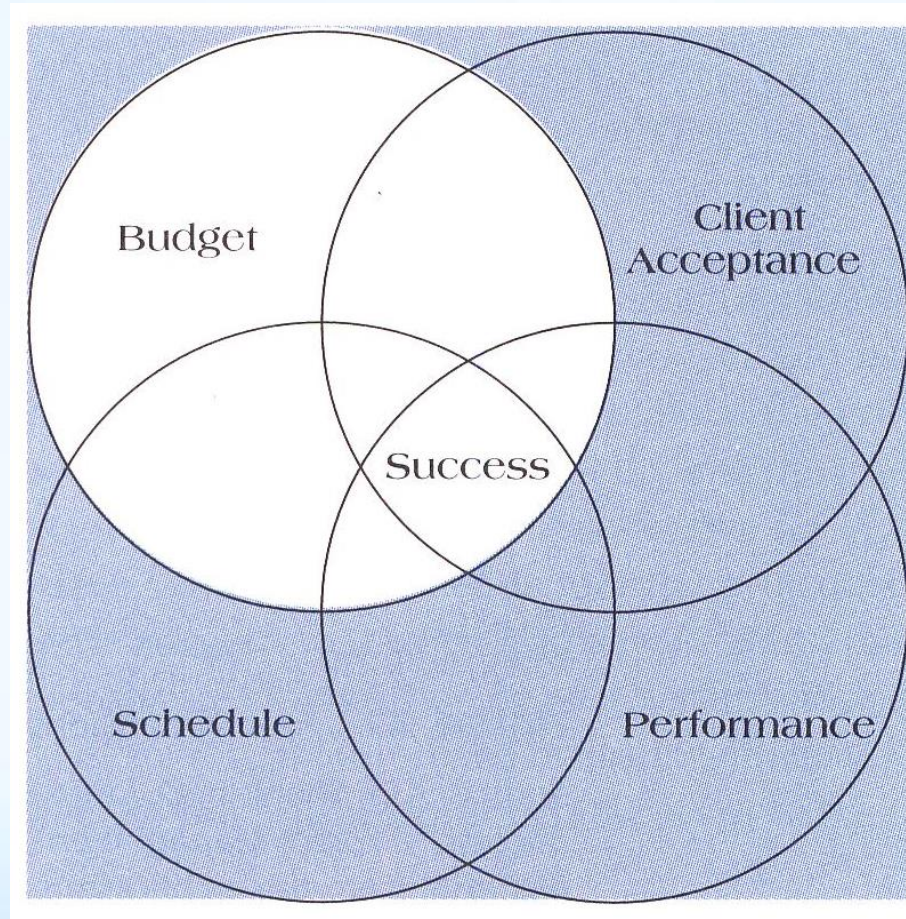 Budget
Client
Acceptance
Success
Schedule
Performance